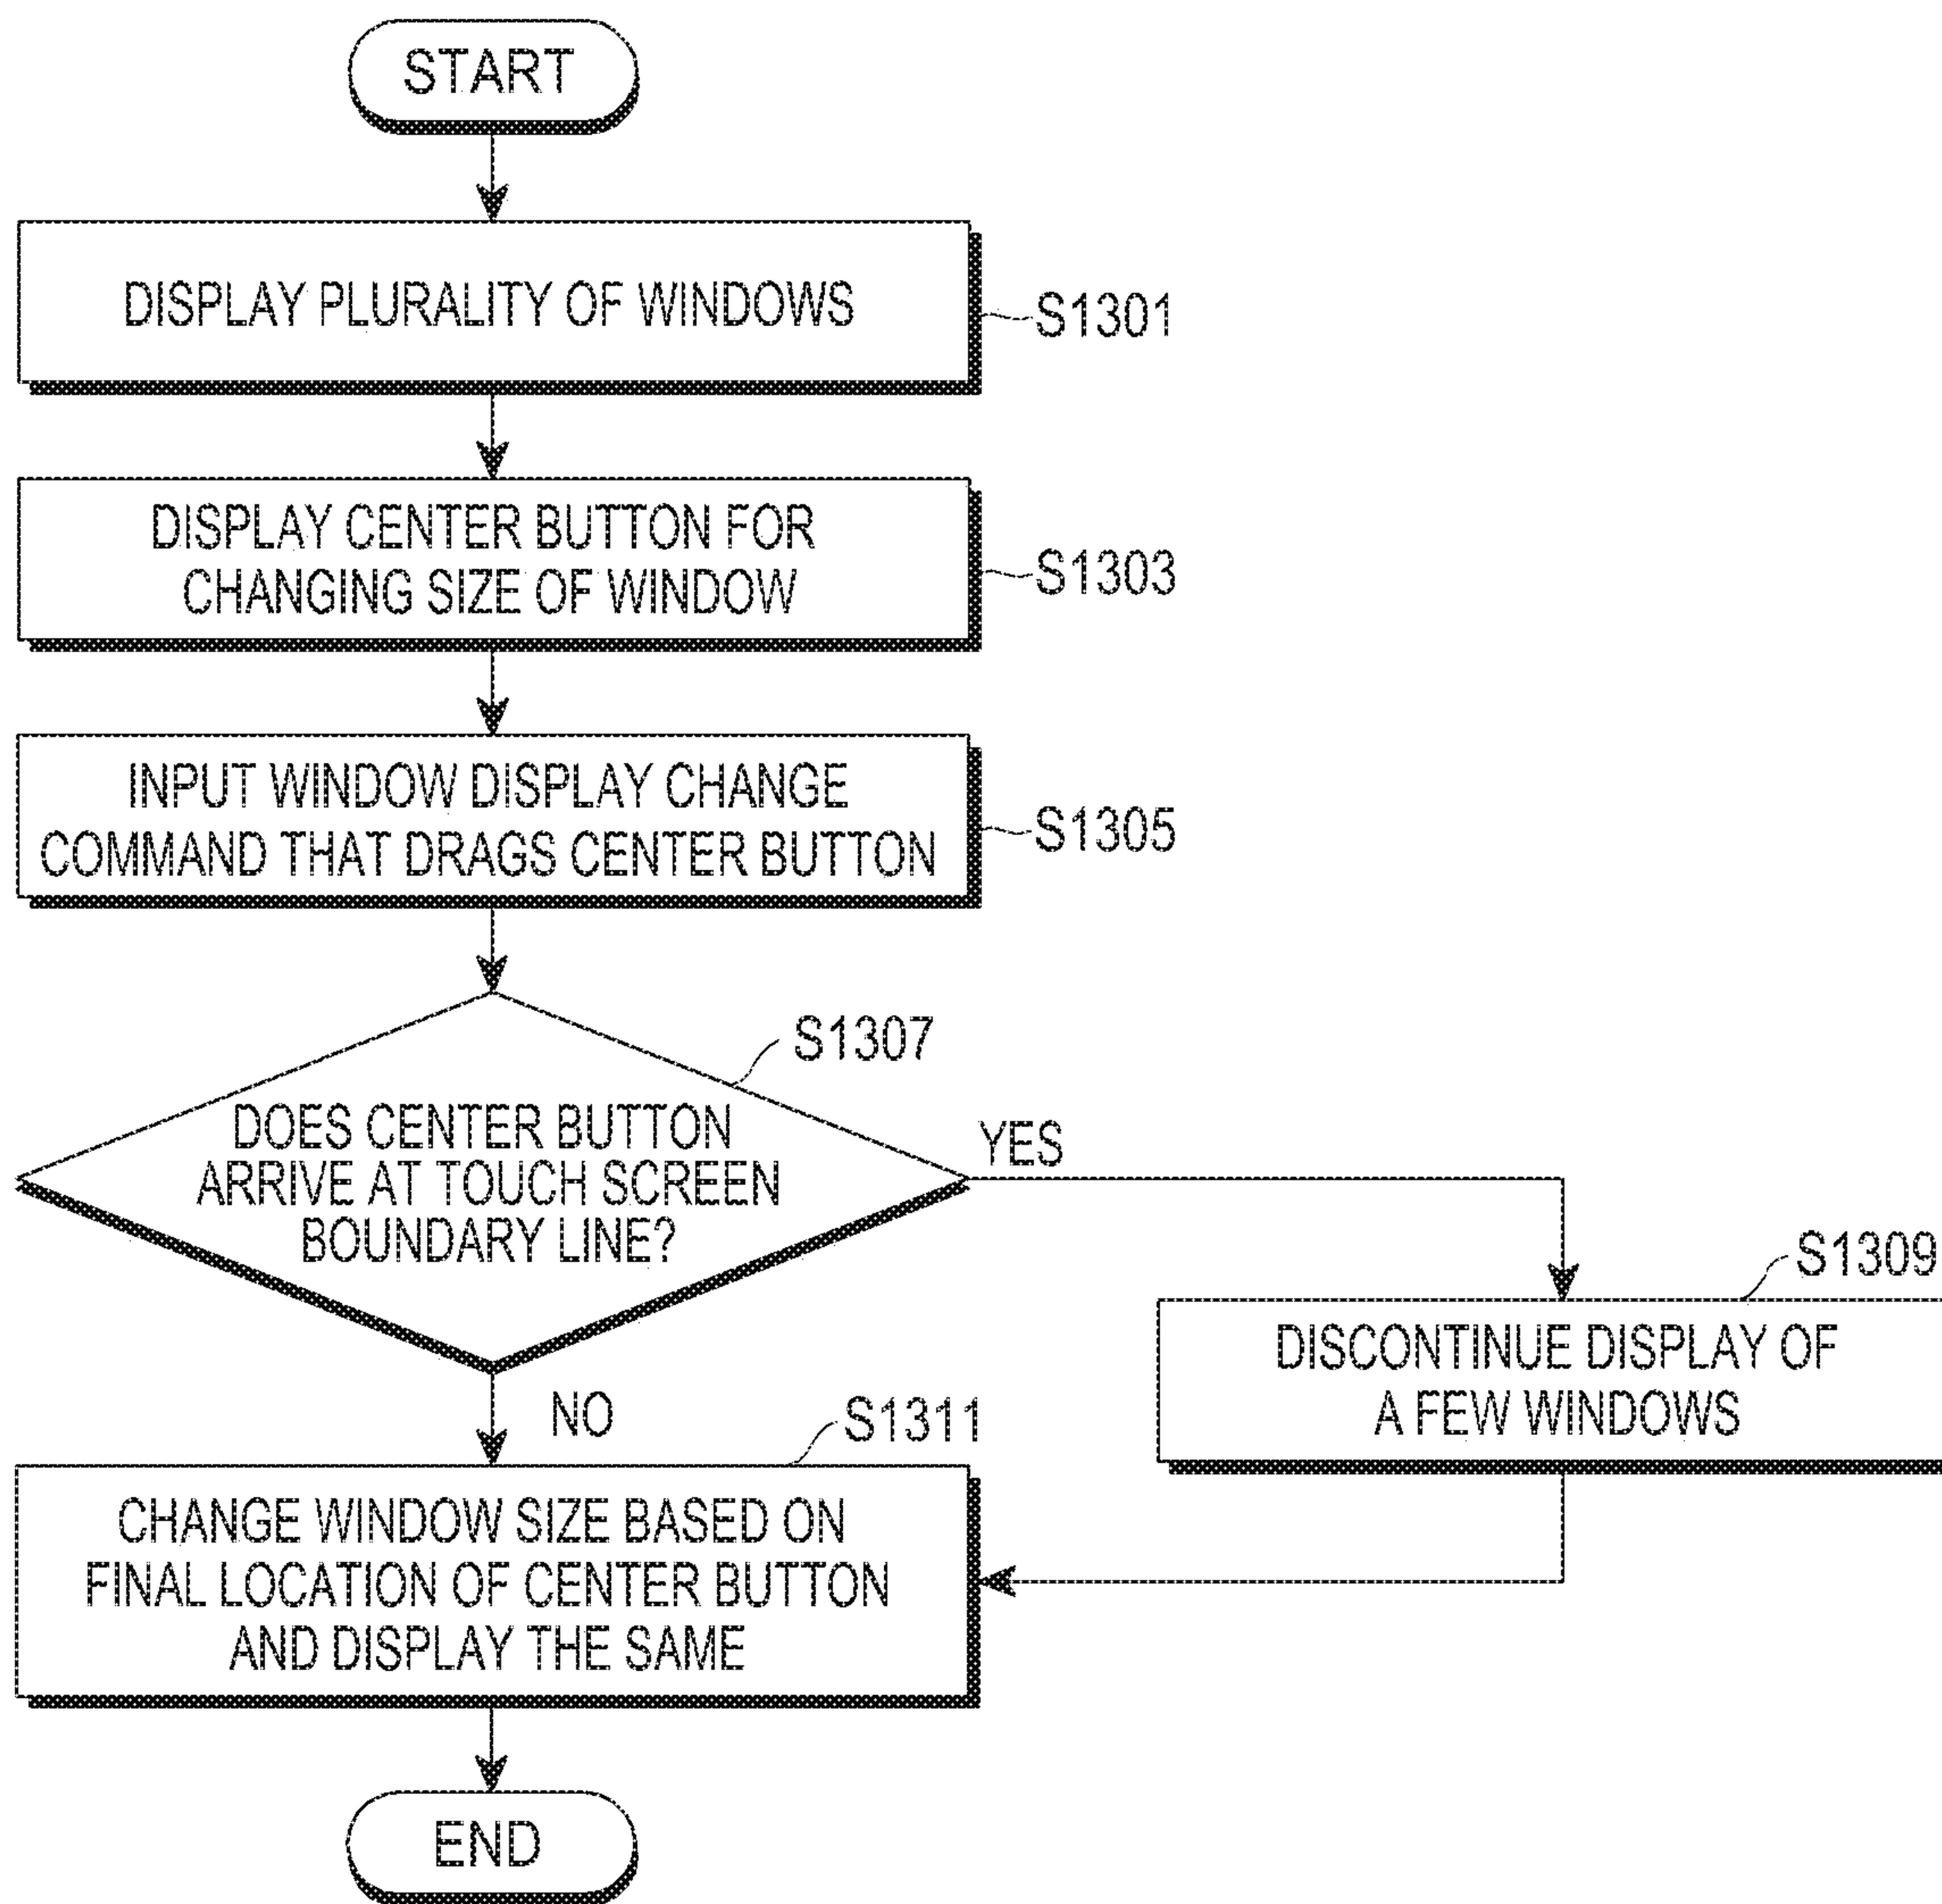 START
DISPLAY PLURALITY OF WINDOWS
S1301
DISPLAY CENTER BUTTON FOR
CHANGING SIZE OF WINDOW
S1303
INPUT WINDOW DISPLAY CHANGE
COMMAND THAT DRAGS CENTER BUTTON
S1305
S1307
DOES CENTER BUTTON
ARRIVE AT TOUCH SCREEN
BOUNDARY LINE?
YES
NO
S1309
DISCONTINUE DISPLAY OF
A FEW WINDOWS
S1311
CHANGE WINDOW SIZE BASED ON
FINAL LOCATION OF CENTER BUTTON
AND DISPLAY THE SAME
END